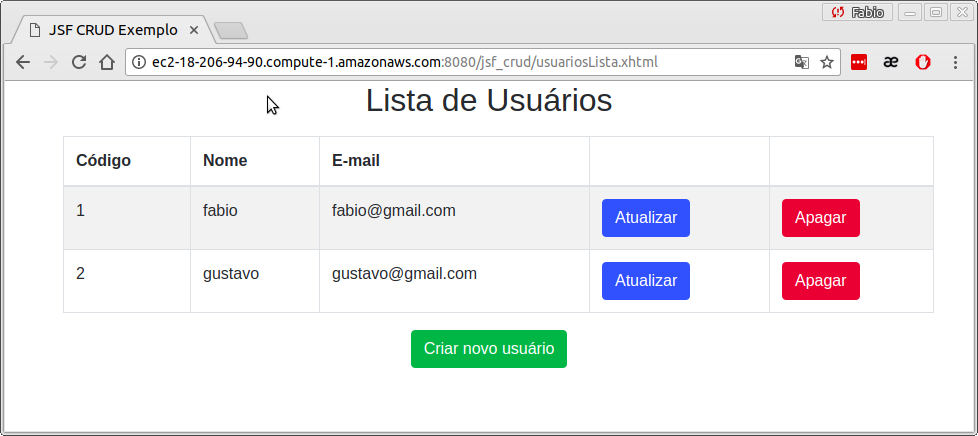 Fabio
JSF CRUD Exemplo
ec2-18-206-94-90.compute-1.amazonaws.com:8080/jsf_crud/usuariosLista.xhtml
æ
Lista de Usuários
Código Nome E-mail
1 fabio fabio@gmail.com Atualizar Apagar
2 gustavo gustavo@gmail.com Atualizar Apagar
Criar novo usuário